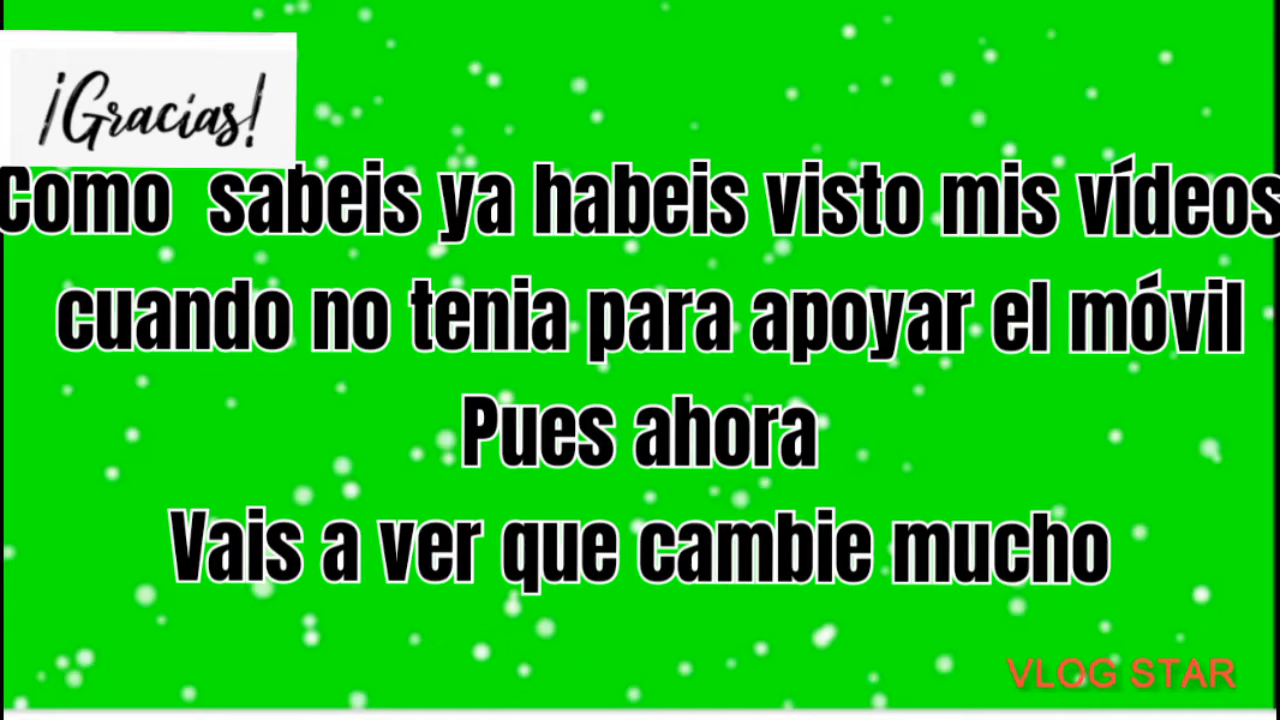 ¡Gracias!
Como sabeis ya habeis visto mis vídeos
cuando no tenia para apoyar el móvil
Pues ahora
Vais a ver que cambie mucho
VLOG STAR